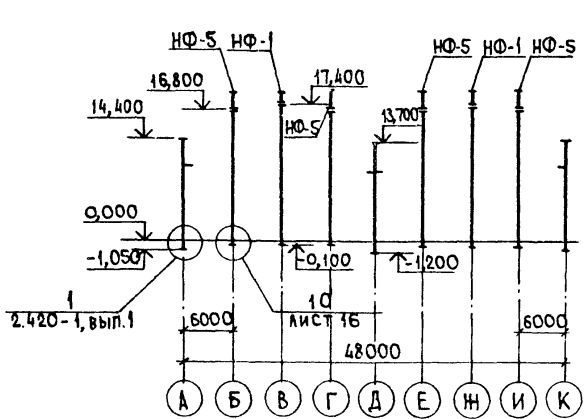 НФ-5 НФ-1 НФ-5 НФ-1 НФ-5
16,800 17,400
14,400 НФ-5 13,700
0,000
-1,050 -0,100 -1,200
1 10
2.420-1, ВЫП.1 ЛИСТ 16
6000 6000
48000
А Б В Г Д Е Ж И К